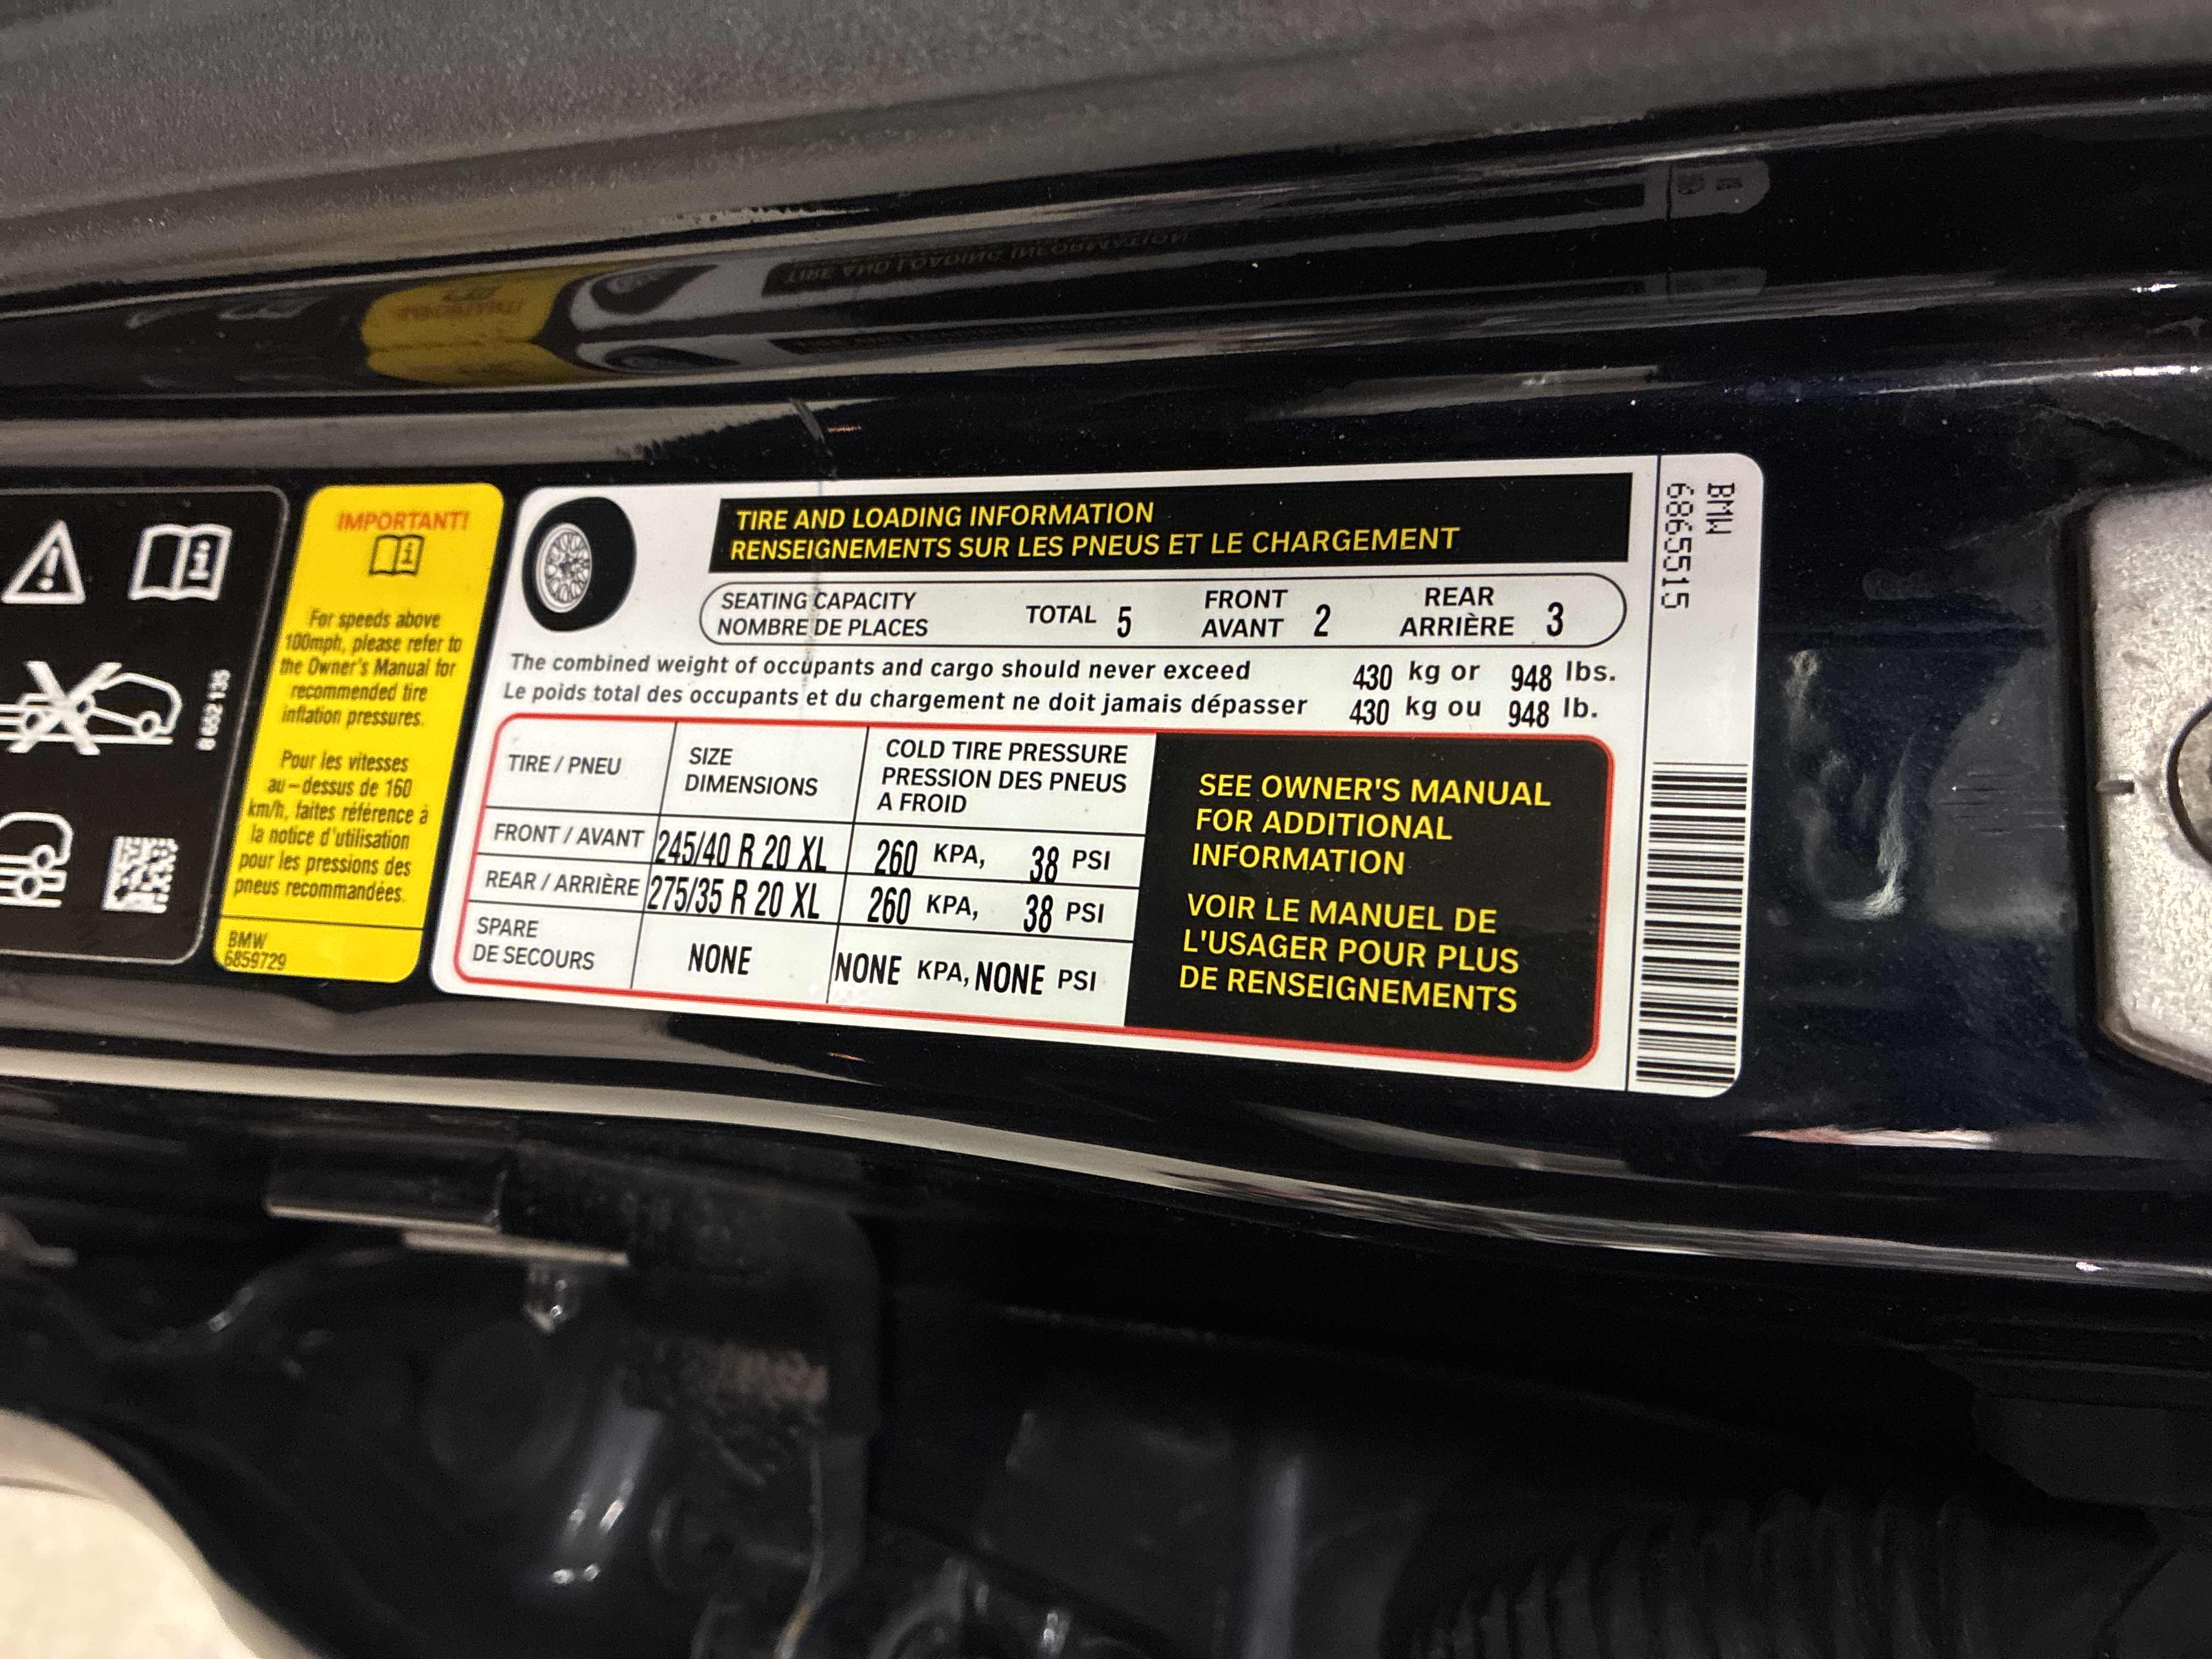 IMPORTANT!
For speeds above
100mph, please refer to
the Owner's Manual for
recommended tire
inflation pressures.
Pour les vitesses
au-dessus de 160
km/h, faites référence à
la notice d'utilisation
pour les pressions des
pneus recommandées.
BMW
6859729
8 652 135
TIRE AND LOADING INFORMATION
RENSEIGNEMENTS SUR LES PNEUS ET LE CHARGEMENT
SEATING CAPACITY
NOMBRE DE PLACES
TOTAL 5
FRONT
AVANT 2
REAR
ARRIÈRE 3
The combined weight of occupants and cargo should never exceed 430 kg or 948 lbs.
Le poids total des occupants et du chargement ne doit jamais dépasser 430 kg ou 948 lb.
TIRE / PNEU
SIZE
DIMENSIONS
COLD TIRE PRESSURE
PRESSION DES PNEUS
A FROID
FRONT / AVANT 245/40 R 20 XL 260 KPA, 38 PSI
REAR / ARRIÈRE 275/35 R 20 XL 260 KPA, 38 PSI
SPARE
DE SECOURS
NONE NONE KPA, NONE PSI
SEE OWNER'S MANUAL
FOR ADDITIONAL
INFORMATION
VOIR LE MANUEL DE
L'USAGER POUR PLUS
DE RENSEIGNEMENTS
BMW
6865515